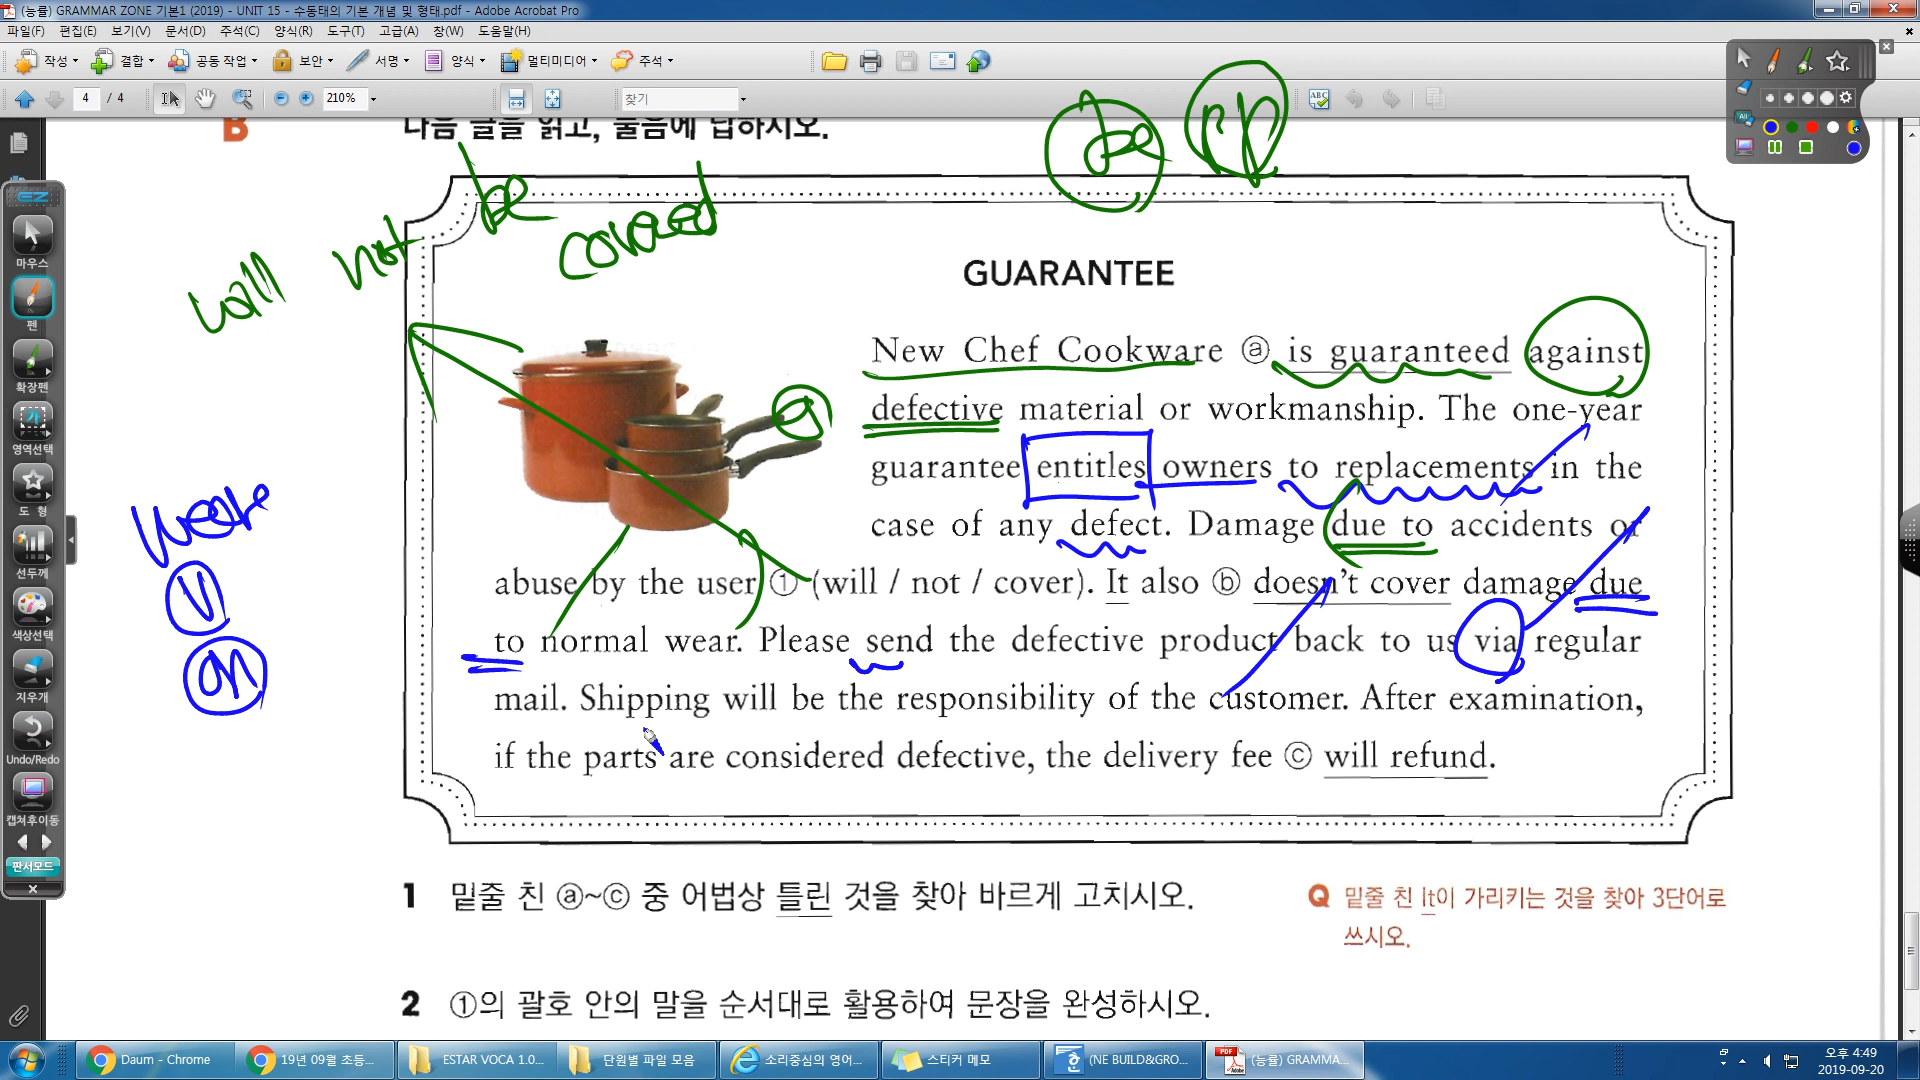 (능률) GRAMMAR ZONE 기본1 (2019) - UNIT 15 - 수동태의 기본 개념 및 형태.pdf - Adobe Acrobat Pro
파일(F) 편집(E) 보기(V) 문서(D) 주석(C) 양식(R) 도구(T) 고급(A) 창(W) 도움말(H)
작성 결합 공동 작업 보안 서명 양식 멀티미디어 주석
4 / 4 210% 찾기
B 다음 글을 읽고, 물음에 답하시오.
be
will not be covered
GUARANTEE
New Chef Cookware ⓐ is guaranteed against
defective material or workmanship. The one-year
guarantee entitles owners to replacements in the
case of any defect. Damage due to accidents or
abuse by the user ① (will / not / cover). It also ⓑ doesn't cover damage due
to normal wear. Please send the defective product back to us via regular
mail. Shipping will be the responsibility of the customer. After examination,
if the parts are considered defective, the delivery fee ⓒ will refund.
wear
V
1 밑줄 친 ⓐ~ⓒ 중 어법상 틀린 것을 찾아 바르게 고치시오.
Q 밑줄 친 It이 가리키는 것을 찾아 3단어로
쓰시오.
2 ①의 괄호 안의 말을 순서대로 활용하여 문장을 완성하시오.
EZ
마우스
펜
확장펜
영역선택
도 형
선두께
색상선택
지우개
Undo/Redo
캡쳐후이동
판서모드
Daum - Chrome
19년 09월 초등...
ESTAR VOCA 1.0...
단원별 파일 모음
소리중심의 영어...
스티커 메모
(NE BUILD&GRO...
(능률) GRAMMA...
오후 4:49
2019-09-20